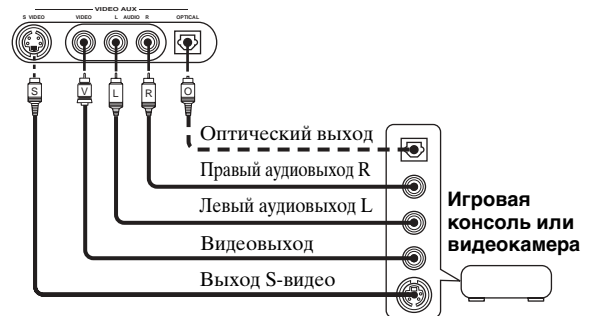 VIDEO AUX
S VIDEO VIDEO L AUDIO R OPTICAL
S V L R O
Оптический выход
Правый аудиовыход R
Левый аудиовыход L
Видеовыход
Выход S-видео
Игровая
консоль или
видеокамера